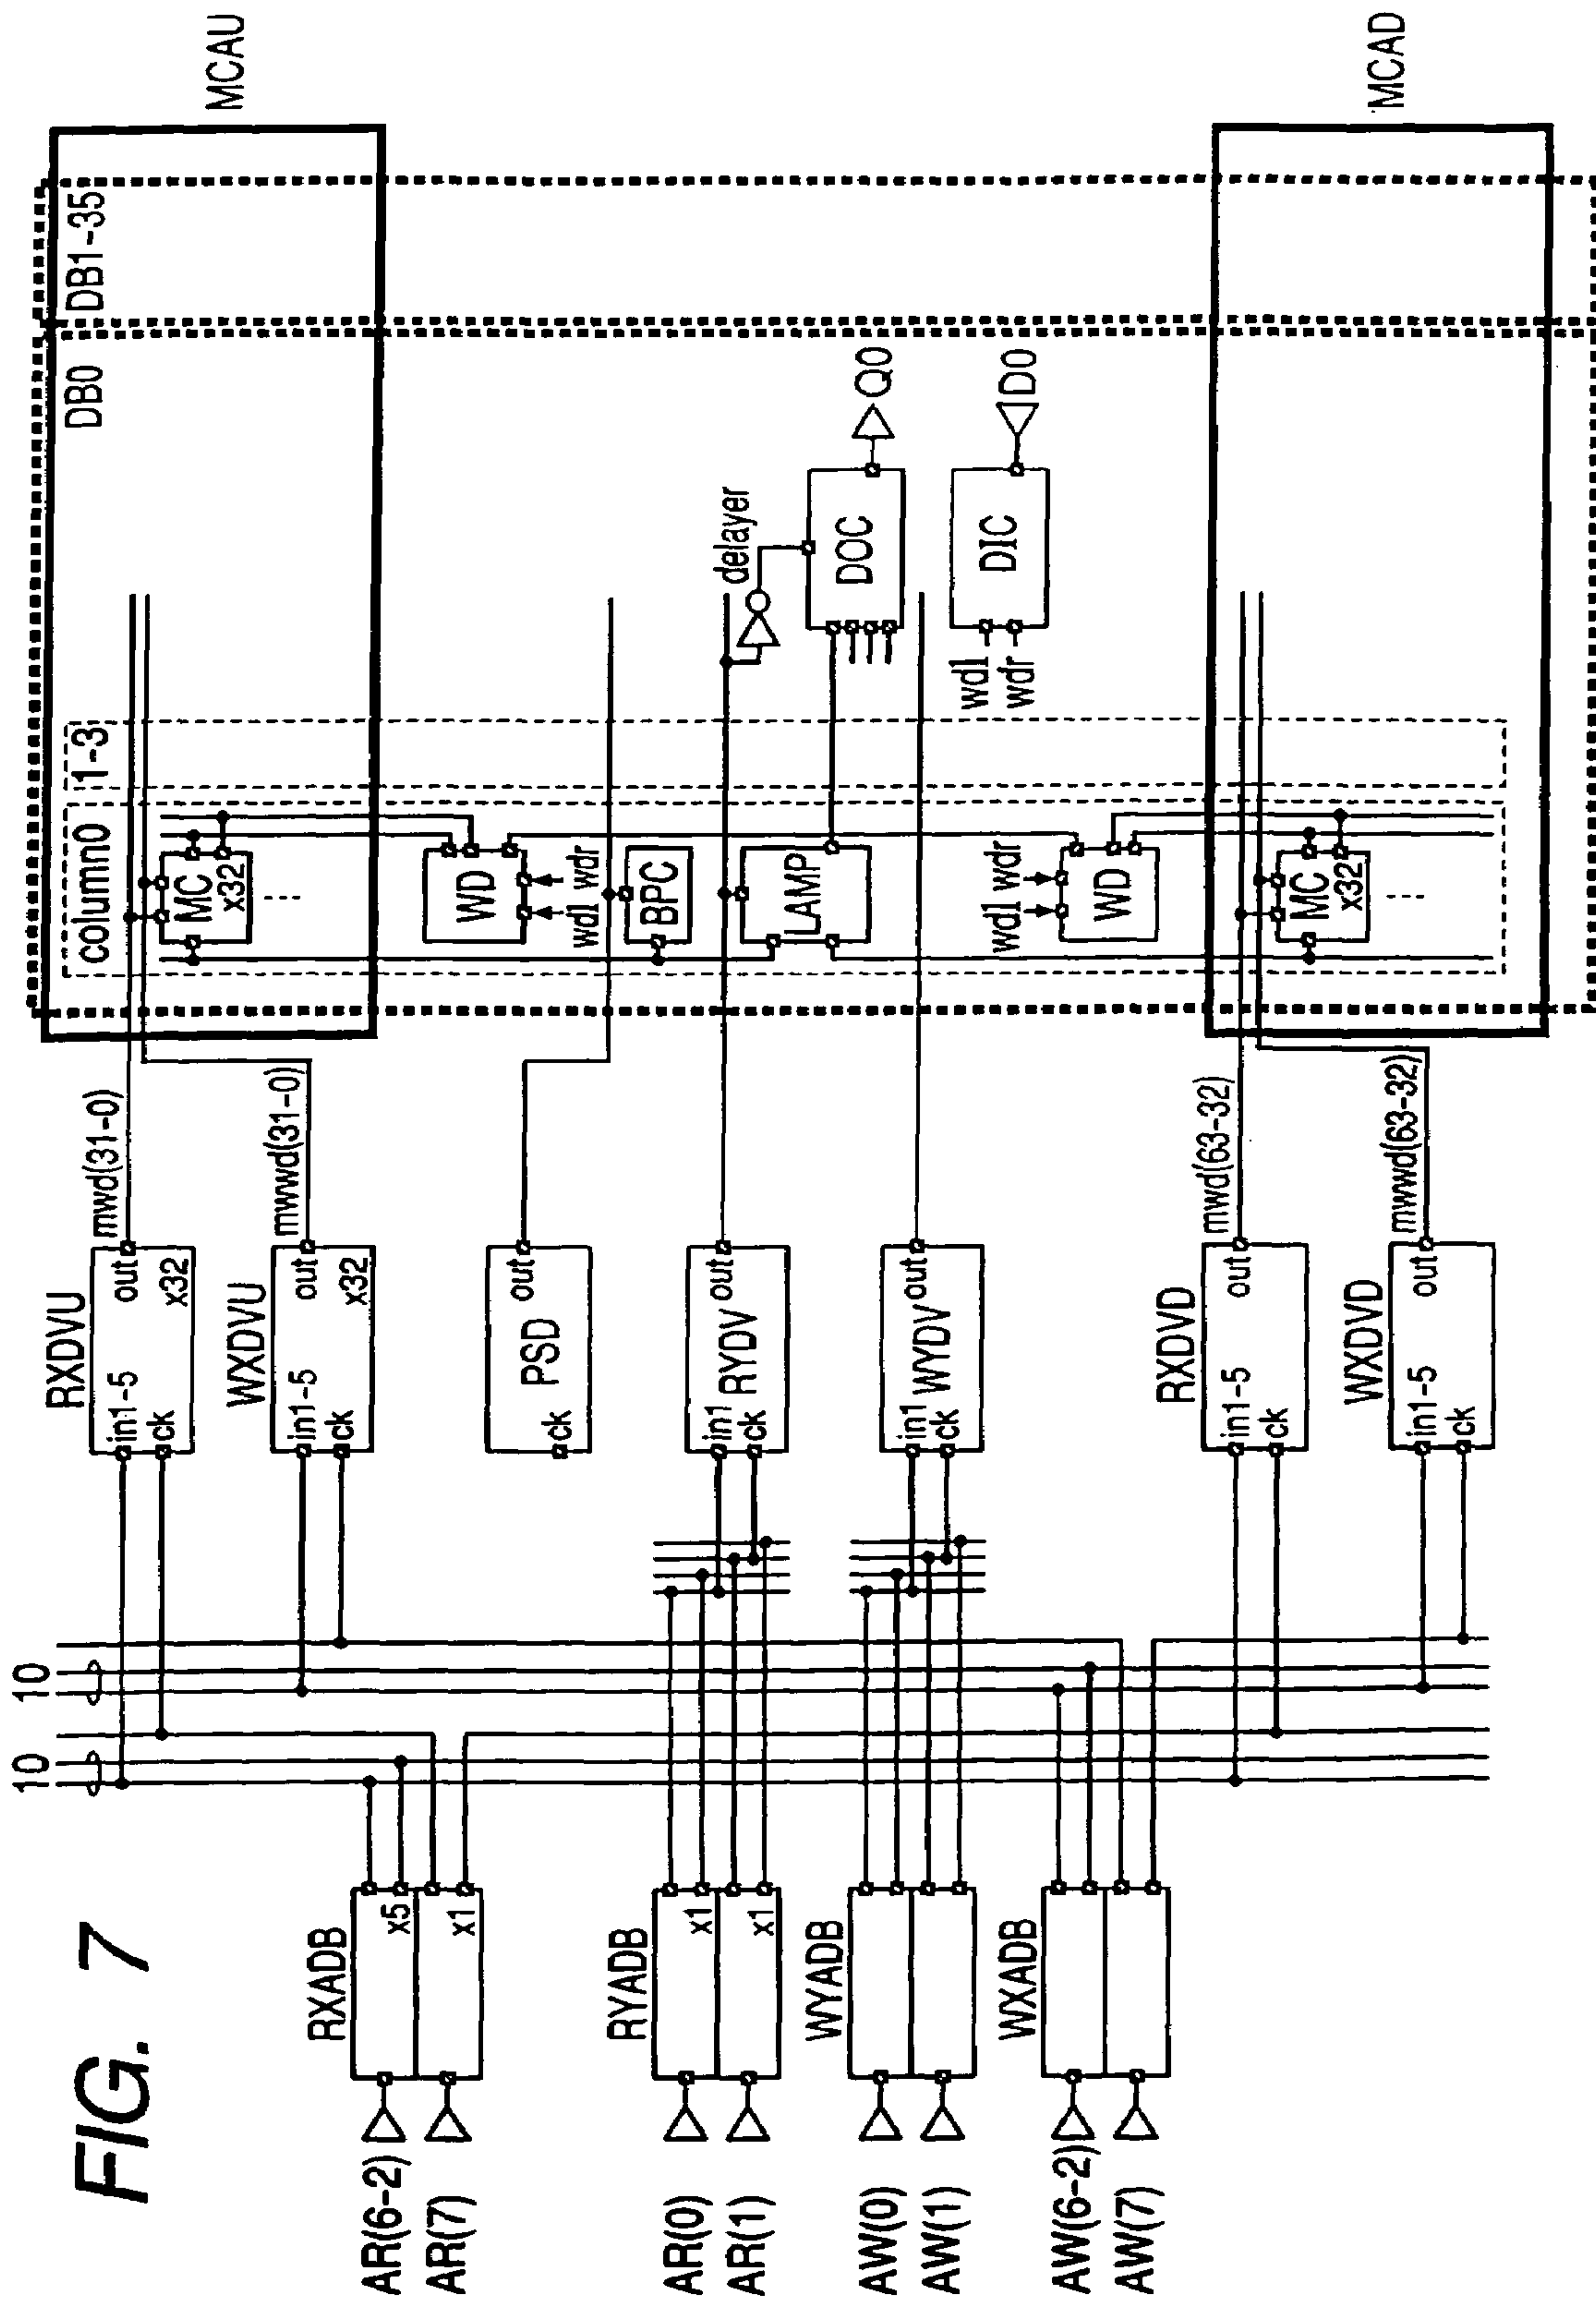 FIG. 7
AR(6-2)
AR(7)
AR(0)
AR(1)
AW(0)
AW(1)
AW(6-2)
AW(7)
RXADB
x5
x1
RYADB
x1
x1
WYADB
WXADB
10
10
RXDVU
in1-5
out
ck
x32
mwd(31-0)
WXDVU
in1-5
out
ck
x32
mwwd(31-0)
PSD
out
ck
RYDV
in1
out
ck
WYDV
in1
out
ck
RXDVD
in1-5
out
ck
mwd(63-32)
WXDVD
in1-5
out
ck
mwwd(63-32)
column0
1-3
DB0
DB1-35
MCAU
MC
x32
WD
wd1 wdr
BPC
LAMP
wd1 wdr
WD
MC
x32
delayer
DOC
Q0
wd1
wdr
DIC
D0
MCAD